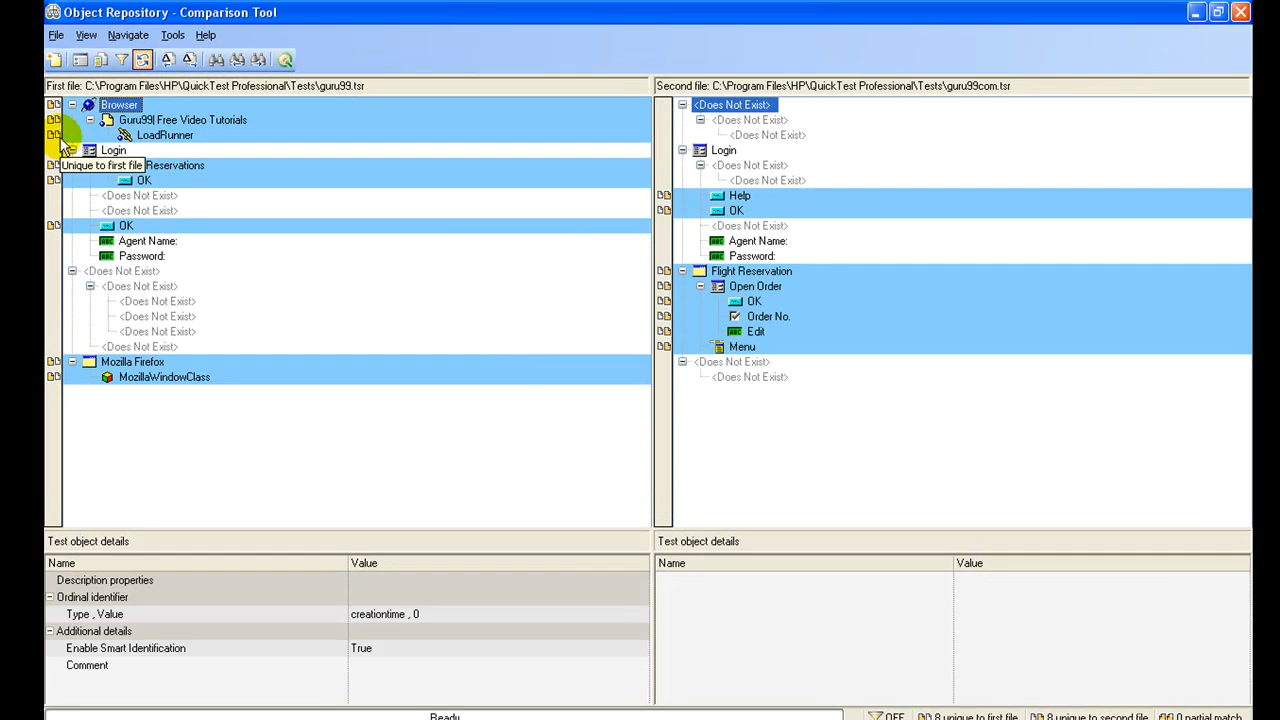 Object Repository - Comparison Tool
File View Navigate Tools Help
First file: C:\Program Files\HP\QuickTest Professional\Tests\guru99.tsr
Browser
Guru99| Free Video Tutorials
LoadRunner
Login
Unique to first file
Reservations
OK
<Does Not Exist>
<Does Not Exist>
OK
Agent Name:
Password:
<Does Not Exist>
<Does Not Exist>
<Does Not Exist>
<Does Not Exist>
<Does Not Exist>
<Does Not Exist>
Mozilla Firefox
MozillaWindowClass
Second file: C:\Program Files\HP\QuickTest Professional\Tests\guru99com.tsr
<Does Not Exist>
<Does Not Exist>
<Does Not Exist>
Login
<Does Not Exist>
<Does Not Exist>
Help
OK
<Does Not Exist>
Agent Name:
Password:
Flight Reservation
Open Order
OK
Order No.
Edit
Menu
<Does Not Exist>
<Does Not Exist>
Test object details
Name Value
Description properties
Ordinal identifier
Type , Value creationtime , 0
Additional details
Enable Smart Identification True
Comment
Test object details
Name Value
Ready OFF 8 unique to first file 8 unique to second file 0 partial match